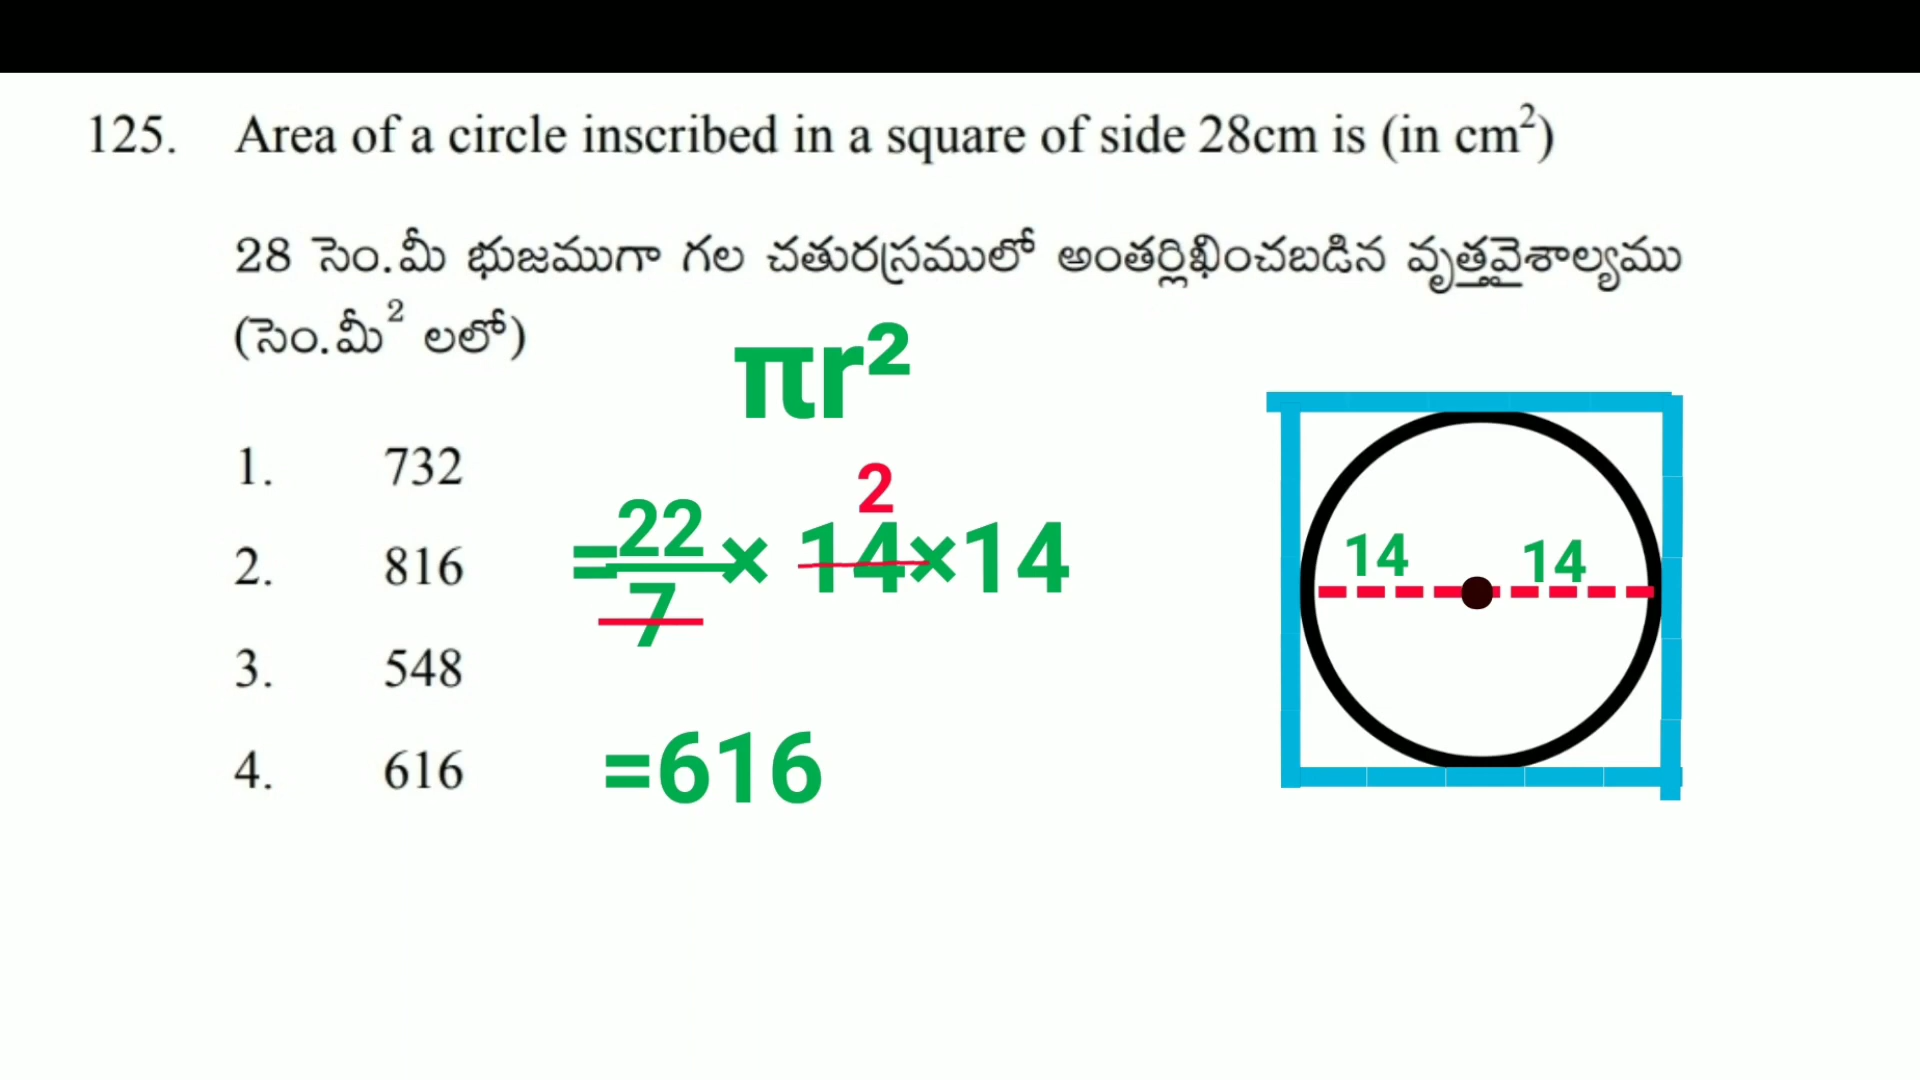 125. Area of a circle inscribed in a square of side 28cm is (in cm²)
28 సెం.మీ భుజముగా గల చతురస్రములో అంతర్లిఖించబడిన వృత్తవైశాల్యము
(సెం.మీ² లలో)
πr²
1. 732
2
=22/7 × 14×14
2. 816
14 14
3. 548
4. 616
=616